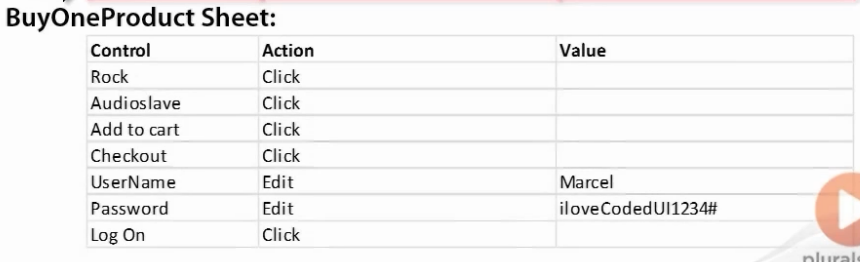 BuyOneProduct Sheet:
Control Action Value
Rock Click
Audioslave Click
Add to cart Click
Checkout Click
UserName Edit Marcel
Password Edit iloveCodedUI1234#
Log On Click